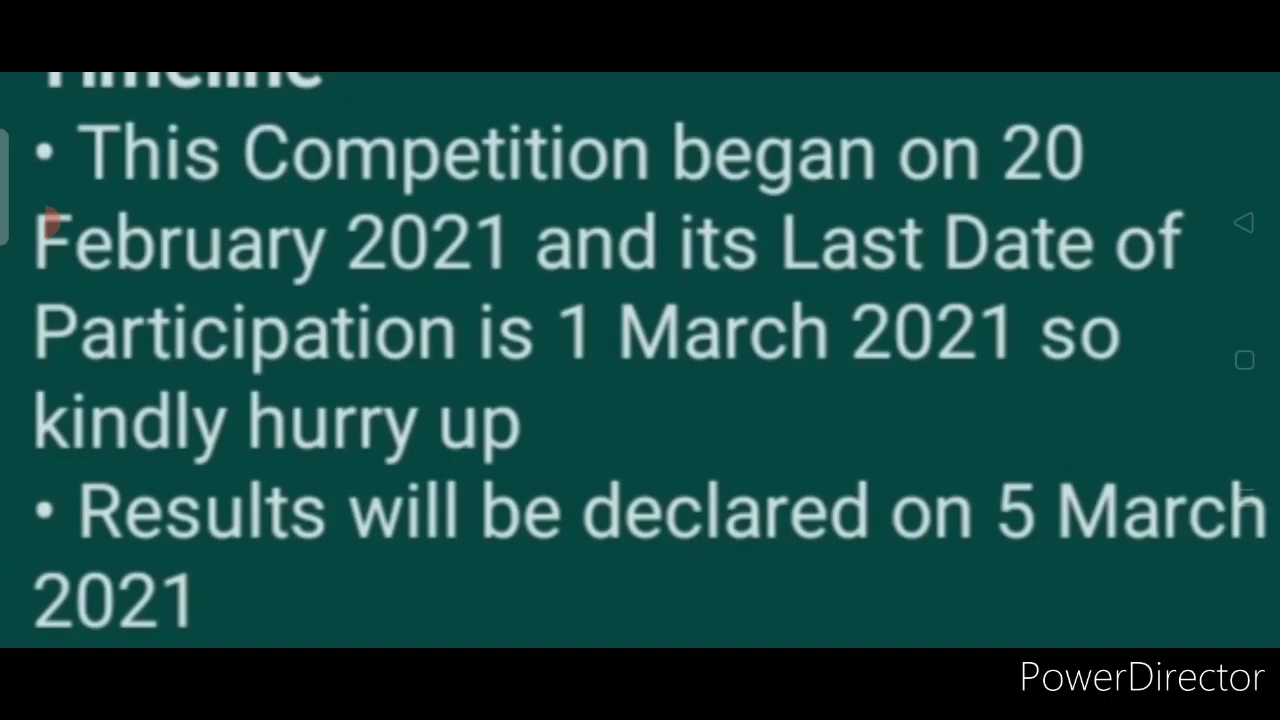 Timeline
• This Competition began on 20
February 2021 and its Last Date of
Participation is 1 March 2021 so
kindly hurry up
• Results will be declared on 5 March
2021
PowerDirector